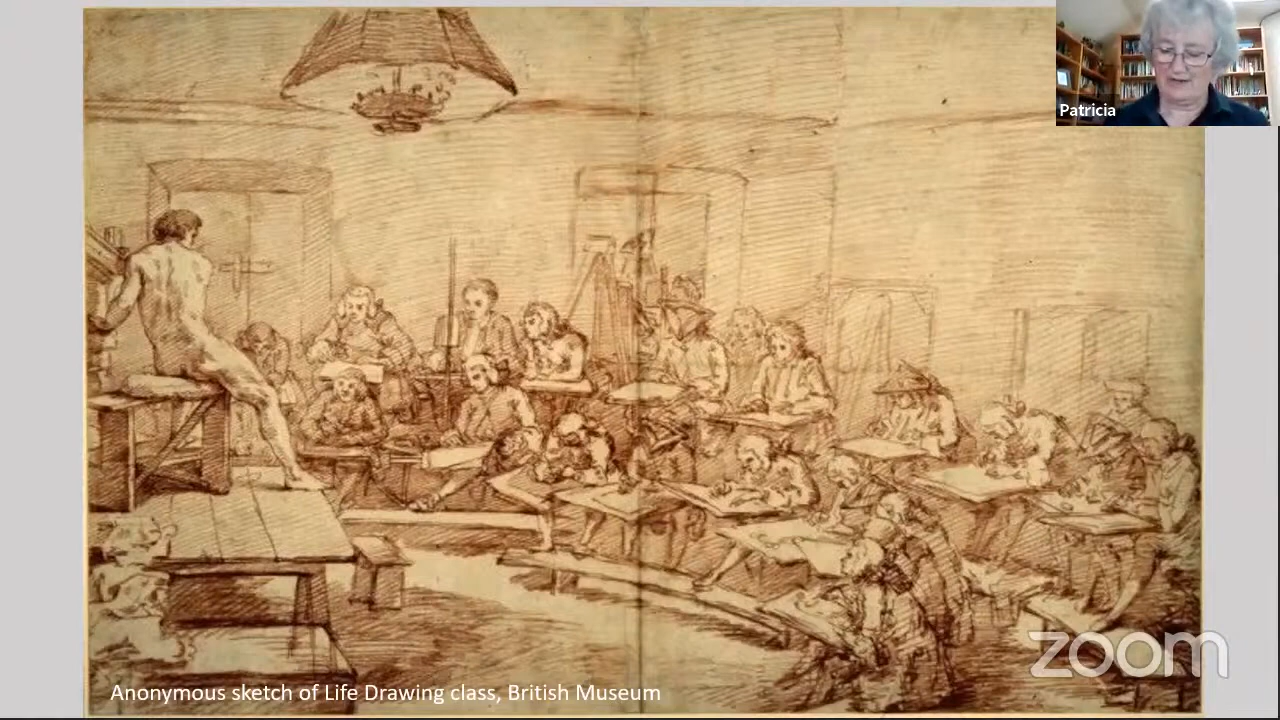 Patricia
zoom
Anonymous sketch of Life Drawing class, British Museum